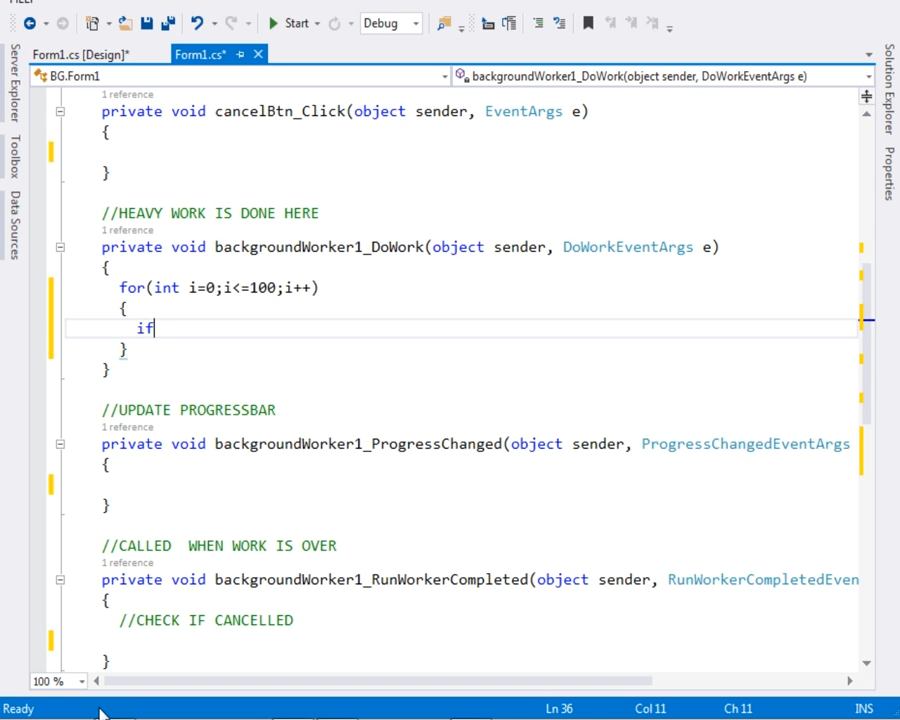 Start
Debug
Form1.cs [Design]*
Form1.cs*
BG.Form1
backgroundWorker1_DoWork(object sender, DoWorkEventArgs e)
Server Explorer
Toolbox
Data Sources
Solution Explorer
Properties
1 reference
private void cancelBtn_Click(object sender, EventArgs e)
{
}
//HEAVY WORK IS DONE HERE
1 reference
private void backgroundWorker1_DoWork(object sender, DoWorkEventArgs e)
{
for(int i=0;i<=100;i++)
{
if
}
}
//UPDATE PROGRESSBAR
1 reference
private void backgroundWorker1_ProgressChanged(object sender, ProgressChangedEventArgs
{
}
//CALLED  WHEN WORK IS OVER
1 reference
private void backgroundWorker1_RunWorkerCompleted(object sender, RunWorkerCompletedEven
{
//CHECK IF CANCELLED
}
100 %
Ready
Ln 36
Col 11
Ch 11
INS